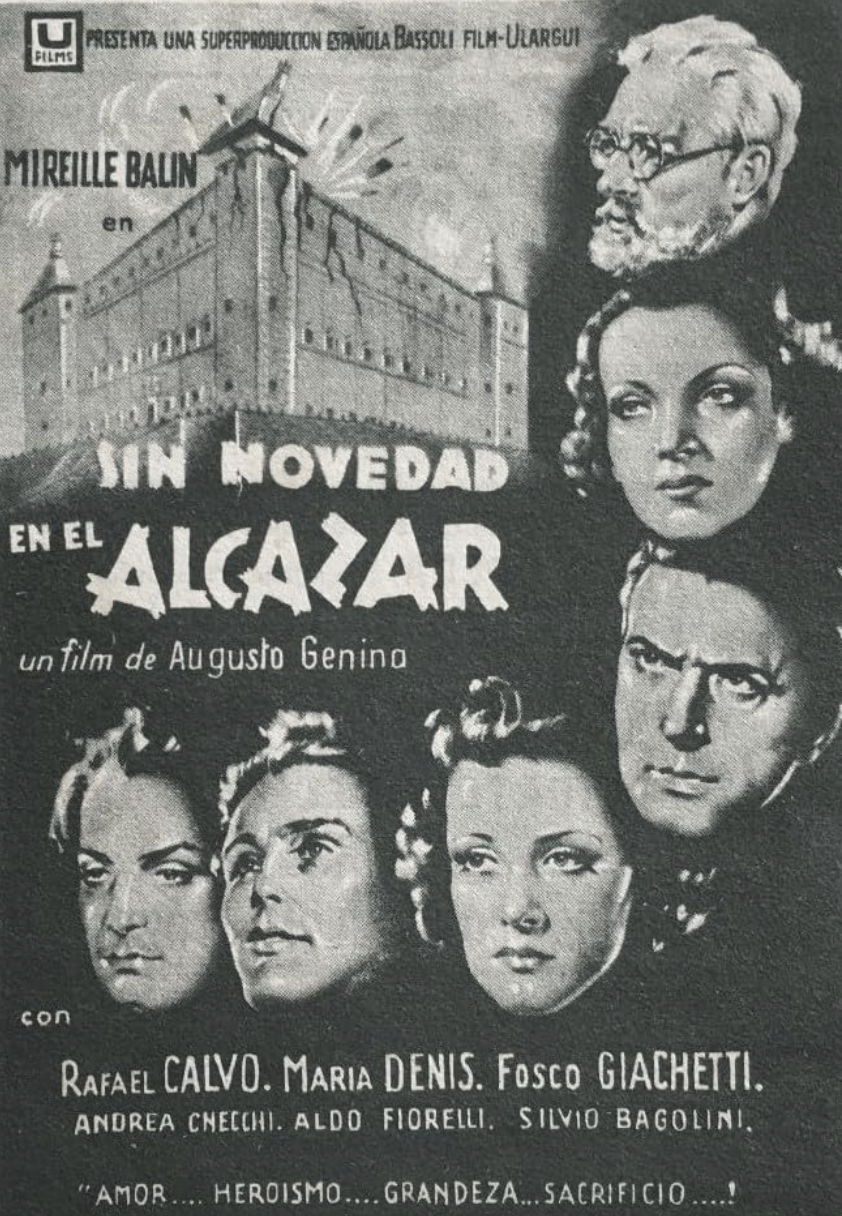 U
FILMS
PRESENTA UNA SUPERPRODUCCION ESPAÑOLA BASSOLI FILM-ULARGUI
MIREILLE BALIN
en
SIN NOVEDAD
EN EL ALCAZAR
un film de Augusto Genina
con
RAFAEL CALVO. MARIA DENIS. FOSCO GIACHETTI.
ANDREA CHECCHI. ALDO FIORELLI. SILVIO BAGOLINI.
"AMOR.... HEROISMO....GRANDEZA...SACRIFICIO....!